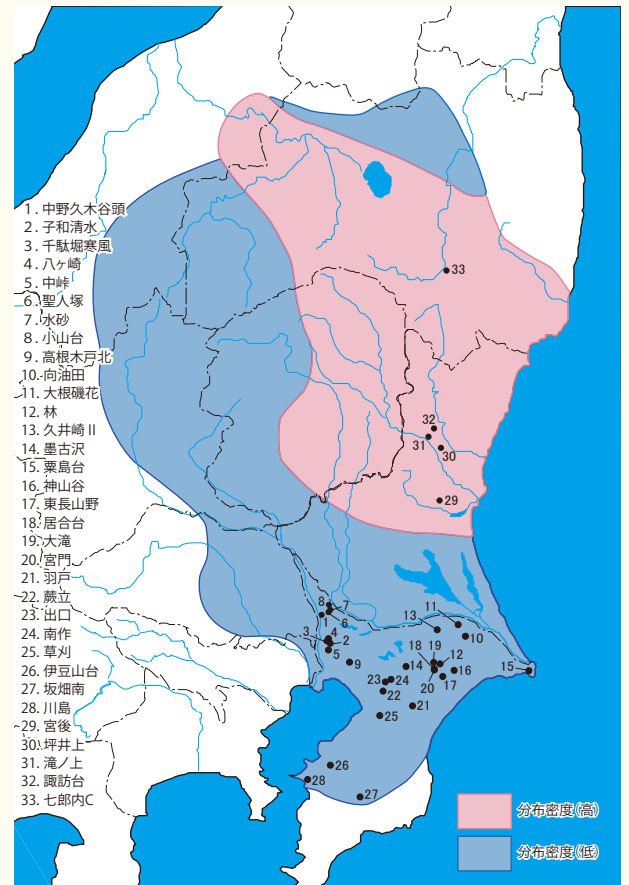 1. 中野久木谷頭
2. 子和清水
3. 千駄堀寒風
4. 八ヶ崎
5. 中峠
6. 聖人塚
7. 水砂
8. 小山台
9. 高根木戸北
10. 向油田
11. 大根磯花
12. 林
13. 久井崎Ⅱ
14. 墨古沢
15. 粟島台
16. 神山谷
17. 東長山野
18. 居合台
19. 大滝
20. 宮門
21. 羽戸
22. 蕨立
23. 出口
24. 南作
25. 草刈
26. 伊豆山台
27. 坂畑南
28. 川島
29. 宮後
30. 坪井上
31. 滝ノ上
32. 諏訪台
33. 七郎内C
33
32
31
30
29
8
7
1
6
11
13
3
4
2
10
5
9
18
19
12
14
16
15
20
17
23
24
22
21
25
26
28
27
分布密度(高)
分布密度(低)